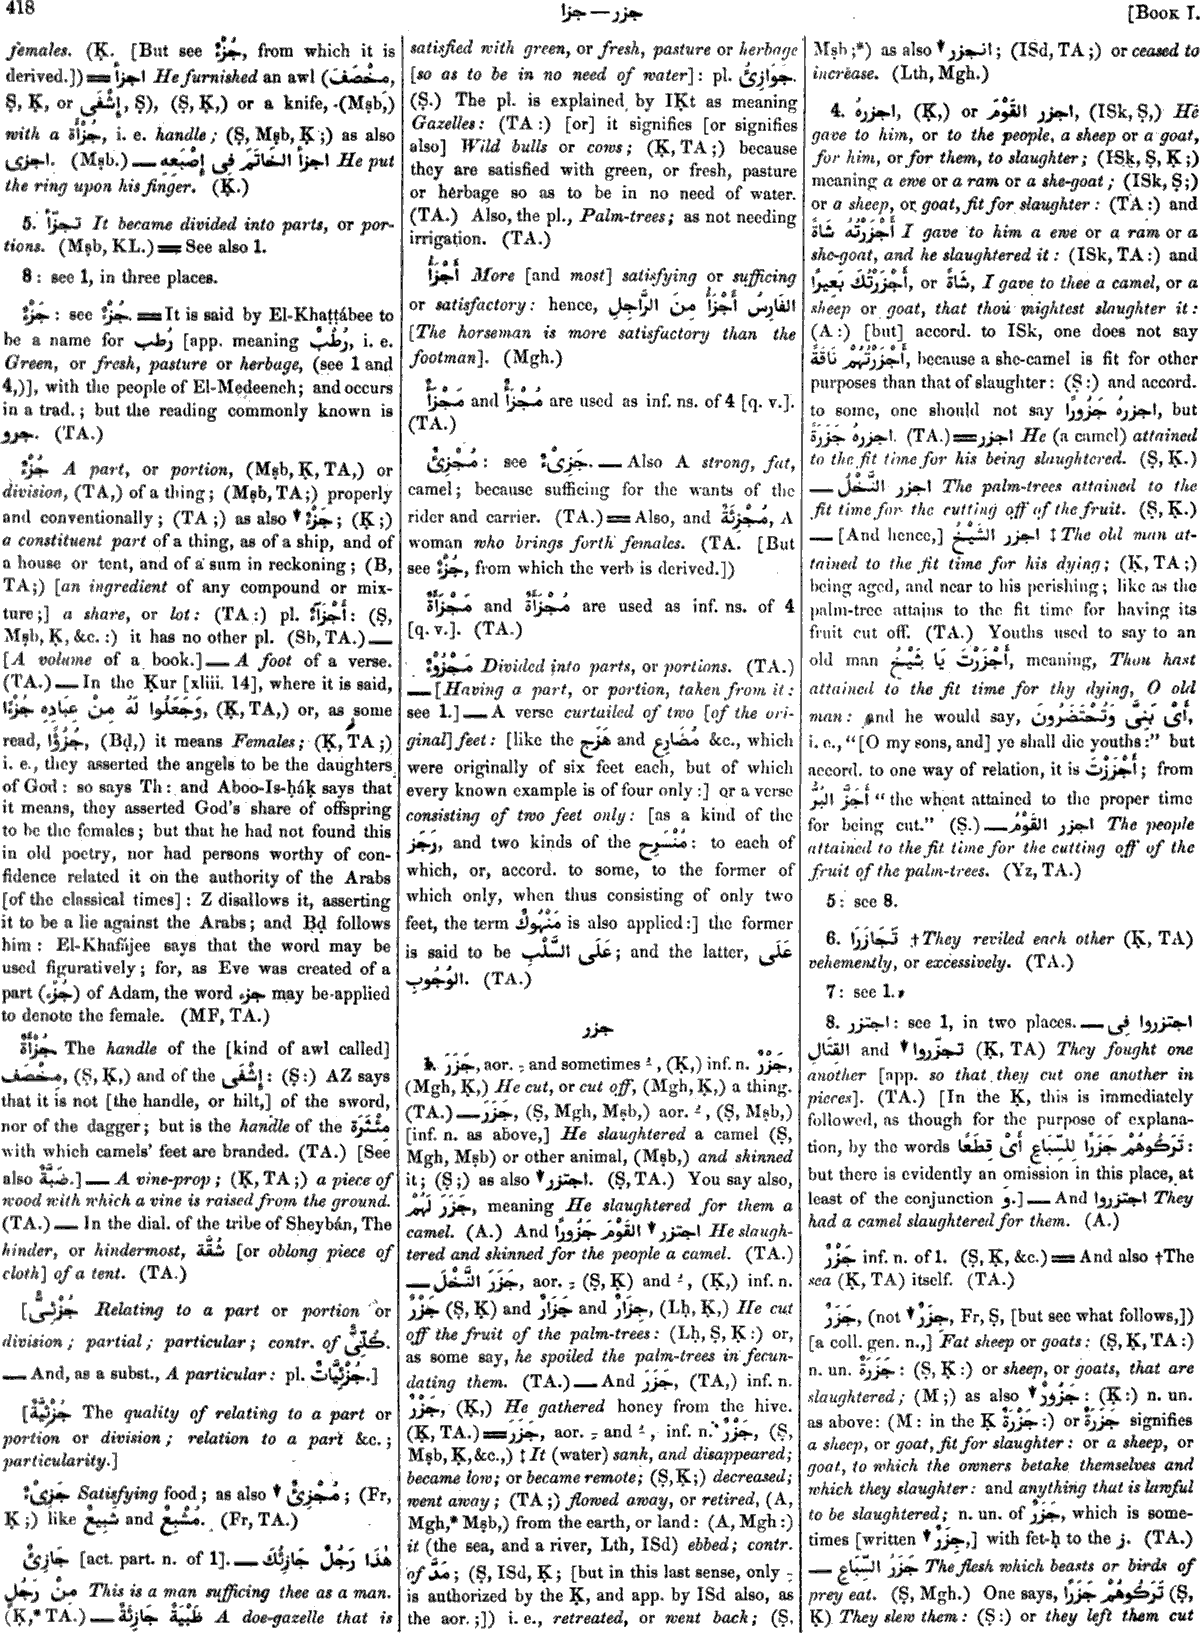 418
جزر — جزا
[BOOK I.
females. (Ḳ. [But see جُزْءٌ, from which it is
derived.]) ═ اجزأ He furnished an awl (مِخْصَف,
Ṣ, Ḳ, or إِشْفَى, Ṣ), (Ṣ, Ḳ,) or a knife, (Mṣb,)
with a جُزْأَة, i. e. handle; (Ṣ, Mṣb, Ḳ;) as also
اجزى. (Mṣb.) — اجزأ الخَاتَمَ فِى إِصْبَعِهِ He put
the ring upon his finger. (Ḳ.)
5. تجزّأ It became divided into parts, or por-
tions. (Mṣb, KL.) ═ See also 1.
8: see 1, in three places.
جَزْءٌ: see جُزْءٌ. ═ It is said by El-Khaṭṭábee to
be a name for رطب [app. meaning رُطْب, i. e.
Green, or fresh, pasture or herbage, (see 1 and
4,)], with the people of El-Medeeneh; and occurs
in a trad.; but the reading commonly known is
جرو. (TA.)
جُزْءٌ A part, or portion, (Mṣb, Ḳ, TA,) or
division, (TA,) of a thing; (Mṣb, TA;) properly
and conventionally; (TA;) as also ▾ جَزْءٌ; (Ḳ;)
a constituent part of a thing, as of a ship, and of
a house or tent, and of a sum in reckoning; (B,
TA;) [an ingredient of any compound or mix-
ture;] a share, or lot: (TA:) pl. أَجْزَآءٌ: (Ṣ,
Mṣb, Ḳ, &c.:) it has no other pl. (Sb, TA.) —
[A volume of a book.] — A foot of a verse.
(TA.) — In the Ḳur [xliii. 14], where it is said,
وَجَعَلُوا لَهُ مِنْ عِبَادِهِ جُزْءًا, (Ḳ, TA,) or, as some
read, جُزُؤًا, (Bḍ,) it means Females; (Ḳ, TA;)
i. e., they asserted the angels to be the daughters
of God: so says Th: and Aboo-Is-ḥáḳ says that
it means, they asserted God's share of offspring
to be the females; but that he had not found this
in old poetry, nor had persons worthy of con-
fidence related it on the authority of the Arabs
[of the classical times]: Z disallows it, asserting
it to be a lie against the Arabs; and Bḍ follows
him: El-Khafájee says that the word may be
used figuratively; for, as Eve was created of a
part (جُزْء) of Adam, the word جزء may be applied
to denote the female. (MF, TA.)
جُزْأَةٌ The handle of the [kind of awl called]
مِخْصَف, (Ṣ, Ḳ,) and of the إِشْفَى: (Ṣ:) AZ says
that it is not [the handle, or hilt,] of the sword,
nor of the dagger; but is the handle of the مِئْثَرَة
with which camels' feet are branded. (TA.) [See
also ضَبَّةٌ.] — A vine-prop; (Ḳ, TA;) a piece of
wood with which a vine is raised from the ground.
(TA.) — In the dial. of the tribe of Sheybán, The
hinder, or hindermost, شُقَّة [or oblong piece of
cloth] of a tent. (TA.)
[جُزْئِىٌّ Relating to a part or portion or
division; partial; particular; contr. of كُلِّىٌّ.
— And, as a subst., A particular: pl. جُزْئِيَّاتٌ.]
[جُزْئِيَّةٌ The quality of relating to a part or
portion or division; relation to a part &c.;
particularity.]
جَزِىْءٌ Satisfying food; as also ▾ مُجْزِئٌ; (Fr,
Ḳ;) like شَبِيعٌ and مُشْبِعٌ. (Fr, TA.)
جَازِئٌ [act. part. n. of 1]. — هٰذَا رَجُلٌ جَازِئُكَ
مِنْ رَجُلٍ This is a man sufficing thee as a man.
(Ḳ,* TA.) — ظَبْيَةٌ جَازِئَةٌ A doe-gazelle that is
satisfied with green, or fresh, pasture or herbage
[so as to be in no need of water]: pl. جَوَازِئُ.
(Ṣ.) The pl. is explained by IḲt as meaning
Gazelles: (TA:) [or] it signifies [or signifies
also] Wild bulls or cows; (Ḳ, TA;) because
they are satisfied with green, or fresh, pasture
or herbage so as to be in no need of water.
(TA.) Also, the pl., Palm-trees; as not needing
irrigation. (TA.)
أَجْزَأُ More [and most] satisfying or sufficing
or satisfactory: hence, الفَارِسُ أَجْزَأُ مِنَ الرَّاجِلِ
[The horseman is more satisfactory than the
footman]. (Mgh.)
مَجْزَأٌ and مُجْزَأٌ are used as inf. ns. of 4 [q. v.].
(TA.)
مُجْزِئٌ: see جَزِىْءٌ. — Also A strong, fat,
camel; because sufficing for the wants of the
rider and carrier. (TA.) ═ Also, and مُجْزِئَةٌ, A
woman who brings forth females. (TA. [But
see جُزْءٌ, from which the verb is derived.])
مَجْزَأَةٌ and مُجْزَأَةٌ are used as inf. ns. of 4
[q. v.]. (TA.)
مَجْزُوْءٌ Divided into parts, or portions. (TA.)
— [Having a part, or portion, taken from it:
see 1.] — A verse curtailed of two [of the ori-
ginal] feet: [like the هَزَج and مُضَارِع &c., which
were originally of six feet each, but of which
every known example is of four only:] or a verse
consisting of two feet only: [as a kind of the
رَجَز, and two kinds of the مُنْسَرِح: to each of
which, or, accord. to some, to the former of
which only, when thus consisting of only two
feet, the term مَنْهُوكٌ is also applied:] the former
is said to be عَلَى السَّلْبِ; and the latter, عَلَى
الوُجُوبِ. (TA.)
جزر
1. جَزَرَ, aor. ـِ and sometimes ـُ, (Ḳ,) inf. n. جَزْرٌ,
(Mgh, Ḳ,) He cut, or cut off, (Mgh, Ḳ,) a thing.
(TA.) — جَزَرَ, (Ṣ, Mgh, Mṣb,) aor. ـُ, (Ṣ, Mṣb,)
[inf. n. as above,] He slaughtered a camel (Ṣ,
Mgh, Mṣb) or other animal, (Mṣb,) and skinned
it; (Ṣ;) as also ▾ اجتزر. (Ṣ, TA.) You say also,
جَزَرَ لَهُمْ, meaning He slaughtered for them a
camel. (A.) And اجتزر ▾ القَوْمَ جَزُورًا He slaugh-
tered and skinned for the people a camel. (TA.)
— جَزَرَ النَّخْلَ, aor. ـِ (Ṣ, Ḳ) and ـُ, (Ḳ,) inf. n.
جَزْرٌ (Ṣ, Ḳ) and جَزَارٌ and جِزَارٌ, (Lḥ, Ḳ,) He cut
off the fruit of the palm-trees: (Lḥ, Ṣ, Ḳ:) or,
as some say, he spoiled the palm-trees in fecun-
dating them. (TA.) — And جَزَرَ, (TA,) inf. n.
جَزْرٌ, (Ḳ,) He gathered honey from the hive.
(Ḳ, TA.) ═ جَزَرَ, aor. ـِ and ـُ, inf. n. جَزْرٌ, (Ṣ,
Mṣb, Ḳ, &c.,) ‡ It (water) sank, and disappeared;
became low; or became remote; (Ṣ, Ḳ;) decreased;
went away; (TA;) flowed away, or retired, (A,
Mgh,* Mṣb,) from the earth, or land: (A, Mgh:)
it (the sea, and a river, Lth, ISd) ebbed; contr.
of مَدَّ; (Ṣ, ISd, Ḳ; [but in this last sense, only ـِ
is authorized by the Ḳ, and app. by ISd also, as
the aor.;]) i. e., retreated, or went back; (Ṣ,
Mṣb;*) as also ▾ انجزر; (ISd, TA;) or ceased to
increase. (Lth, Mgh.)
4. اجزرهُ, (Ḳ,) or اجزر القَوْمَ, (ISk, Ṣ,) He
gave to him, or to the people, a sheep or a goat,
for him, or for them, to slaughter; (ISk, Ṣ, Ḳ;)
meaning a ewe or a ram or a she-goat; (ISk, Ṣ;)
or a sheep, or goat, fit for slaughter: (TA:) and
أَجْزَرْتُهُ شَاةً I gave to him a ewe or a ram or a
she-goat, and he slaughtered it: (ISk, TA:) and
أَجْزَرْتُكَ بَعِيرًا, or شَاةً, I gave to thee a camel, or a
sheep or goat, that thou mightest slaughter it:
(A:) [but] accord. to ISk, one does not say
أَجْزَرْتُهُمْ نَاقَةً, because a she-camel is fit for other
purposes than that of slaughter: (Ṣ:) and accord.
to some, one should not say اجزرهُ جَزُورًا, but
اجزرهُ جَزَرَةً. (TA.) ═ اجزر He (a camel) attained
to the fit time for his being slaughtered. (Ṣ, Ḳ.)
— اجزر النَّخْلُ The palm-trees attained to the
fit time for the cutting off of the fruit. (Ṣ, Ḳ.)
— [And hence,] اجزر الشَّيْخُ ‡ The old man at-
tained to the fit time for his dying; (Ḳ, TA;)
being aged, and near to his perishing; like as the
palm-tree attains to the fit time for having its
fruit cut off. (TA.) Youths used to say to an
old man أَجْزَرْتَ يَا شَيْخُ, meaning, Thou hast
attained to the fit time for thy dying, O old
man: and he would say, أَىْ بَنِىَّ وَتُحْتَضَرُونَ,
i. e., "[O my sons, and] ye shall die youths:" but
accord. to one way of relation, it is أَجْزَزْتَ; from
أَجَزَّ البُرُّ "the wheat attained to the proper time
for being cut." (Ṣ.) — اجزر القَوْمُ The people
attained to the fit time for the cutting off of the
fruit of the palm-trees. (Yz, TA.)
5: see 8.
6. تَجَازَرَا † They reviled each other (Ḳ, TA)
vehemently, or excessively. (TA.)
7: see 1.
8. اجتزر: see 1, in two places. — اجتزروا فِى
القِتَالِ and ▾ تجزّروا (Ḳ, TA) They fought one
another [app. so that they cut one another in
pieces]. (TA.) [In the Ḳ, this is immediately
followed, as though for the purpose of explana-
tion, by the words تَرَكُوهُمْ جَزَرًا لِلسِّبَاعِ أَىْ قِطَعًا:
but there is evidently an omission in this place, at
least of the conjunction وَ.] — And اجتزروا They
had a camel slaughtered for them. (A.)
جَزْرٌ inf. n. of 1. (Ṣ, Ḳ, &c.) ═ And also † The
sea (Ḳ, TA) itself. (TA.)
جَزَرٌ, (not ▾ جَزْرٌ, Fr, Ṣ, [but see what follows,])
[a coll. gen. n.,] Fat sheep or goats: (Ṣ, Ḳ, TA:)
n. un. جَزَرَةٌ: (Ṣ, Ḳ:) or sheep, or goats, that are
slaughtered; (M;) as also ▾ جَزُورٌ: (Ḳ:) n. un.
as above: (M: in the Ḳ جَزْرَةٌ:) or جَزَرَةٌ signifies
a sheep, or goat, fit for slaughter: or a sheep, or
goat, to which the owners betake themselves and
which they slaughter: and anything that is lawful
to be slaughtered; n. un. of جَزَرٌ, which is some-
times [written ▾ جَزْرٌ,] with fet-ḥ to the j. (TA.)
— جَزَرُ السِّبَاعِ The flesh which beasts or birds of
prey eat. (Ṣ, Mgh.) One says, تَرَكُوهُمْ جَزَرًا (Ṣ,
Ḳ) They slew them: (Ṣ:) or they left them cut